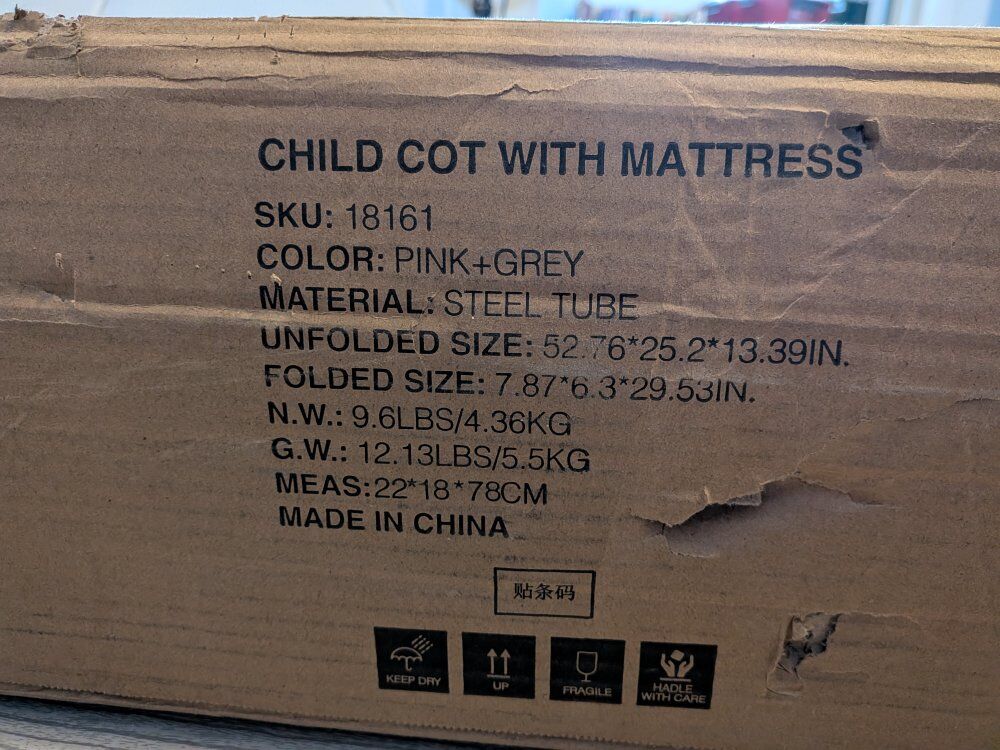 CHILD COT WITH MATTRESS
SKU: 18161
COLOR: PINK+GREY
MATERIAL: STEEL TUBE
UNFOLDED SIZE: 52.76*25.2*13.39IN.
FOLDED SIZE: 7.87*6.3*29.53IN.
N.W.: 9.6LBS/4.36KG
G.W.: 12.13LBS/5.5KG
MEAS:22*18*78CM
MADE IN CHINA
贴条码
KEEP DRY
UP
FRAGILE
HADLE
WITH CARE